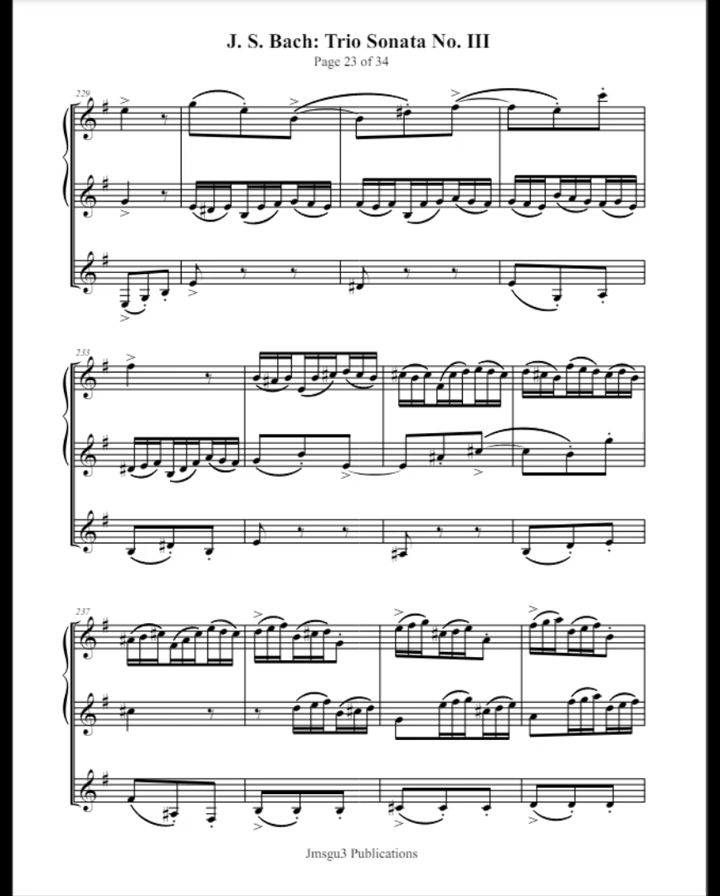 J. S. Bach: Trio Sonata No. III
Page 23 of 34
229
233
237
Jmsgu3 Publications